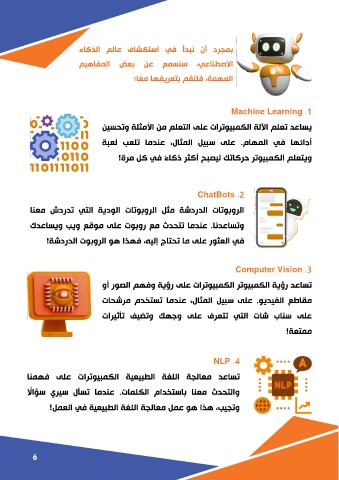 بمجرد أن نبدأ في استكشاف عالم الذكاء
الاصطناعي، سنسمع عن بعض المفاهيم
المهمة، فلنقم بتعريفها معًا!
1. Machine Learning
يساعد تعلم الآلة الكمبيوترات على التعلم من الأمثلة وتحسين
أدائها في المهام. على سبيل المثال، عندما تلعب لعبة
ويتعلم الكمبيوتر حركاتك ليصبح أكثر ذكاءً في كل مرة!
2. ChatBots
الروبوتات الدردشة مثل الروبوتات الودية التي تدردش معنا
وتساعدنا. عندما تتحدث مع روبوت على موقع ويب ويساعدك
في العثور على ما تحتاج إليه، فهذا هو الروبوت الدردشة!
3. Computer Vision
تساعد رؤية الكمبيوتر الكمبيوترات على رؤية وفهم الصور أو
مقاطع الفيديو. على سبيل المثال، عندما تستخدم مرشحات
على سناب شات التي تتعرف على وجهك وتضيف تأثيرات
ممتعة!
4. NLP
تساعد معالجة اللغة الطبيعية الكمبيوترات على فهمنا
والتحدث معنا باستخدام الكلمات. عندما تسأل سيري سؤالًا
وتجيب، هذا هو عمل معالجة اللغة الطبيعية في العمل!
A
NLP
6